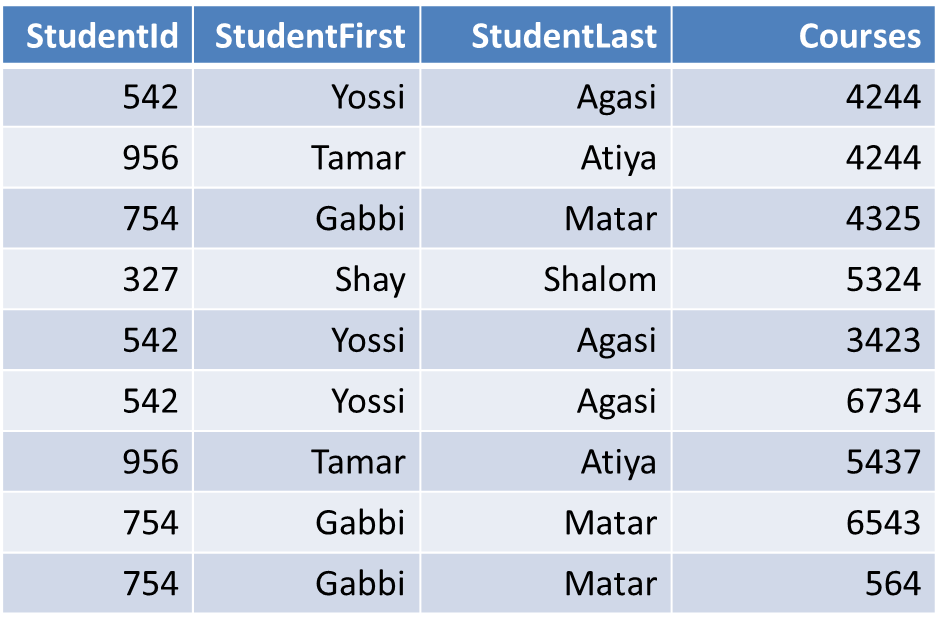 StudentId StudentFirst StudentLast Courses
542 Yossi Agasi 4244
956 Tamar Atiya 4244
754 Gabbi Matar 4325
327 Shay Shalom 5324
542 Yossi Agasi 3423
542 Yossi Agasi 6734
956 Tamar Atiya 5437
754 Gabbi Matar 6543
754 Gabbi Matar 564